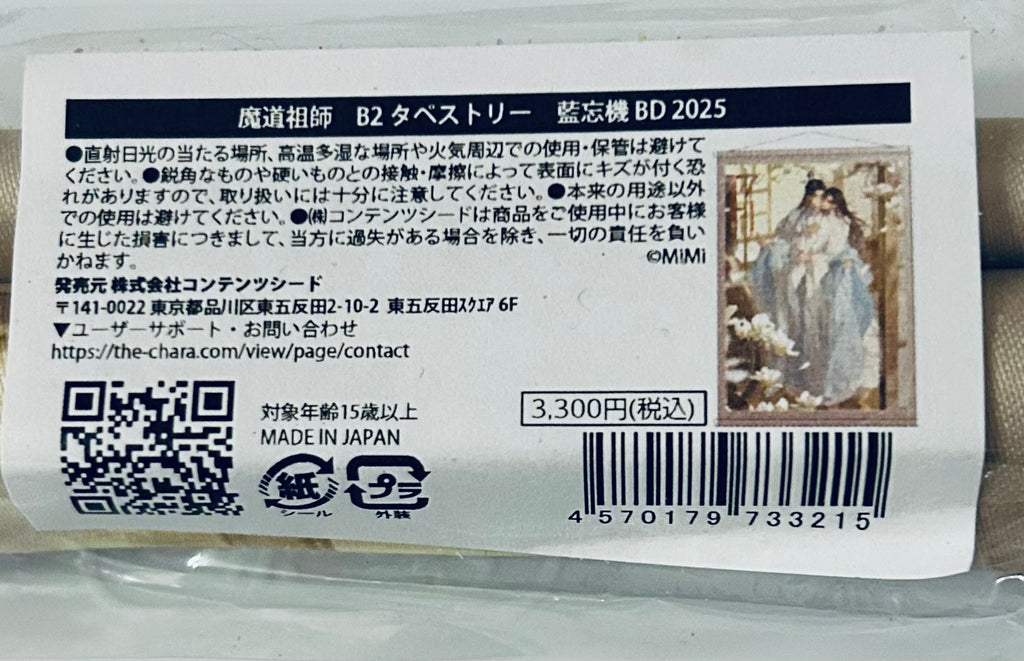 魔道祖師　B2 タペストリー　藍忘機 BD 2025
●直射日光の当たる場所、高温多湿な場所や火気周辺での使用・保管は避けて
ください。●鋭角なものや硬いものとの接触・摩擦によって表面にキズが付く恐
れがありますので、取り扱いには十分に注意してください。●本来の用途以外
での使用は避けてください。●㈱コンテンツシードは商品をご使用中にお客様
に生じた損害につきまして、当方に過失がある場合を除き、一切の責任を負い
かねます。
©MiMi
発売元 株式会社コンテンツシード
〒141-0022 東京都品川区東五反田2-10-2 東五反田ｽｸｴｱ 6F
▼ユーザーサポート・お問い合わせ
https://the-chara.com/view/page/contact
対象年齢15歳以上
MADE IN JAPAN
紙
シール
プラ
外装
3,300円(税込)
4 570179 733215